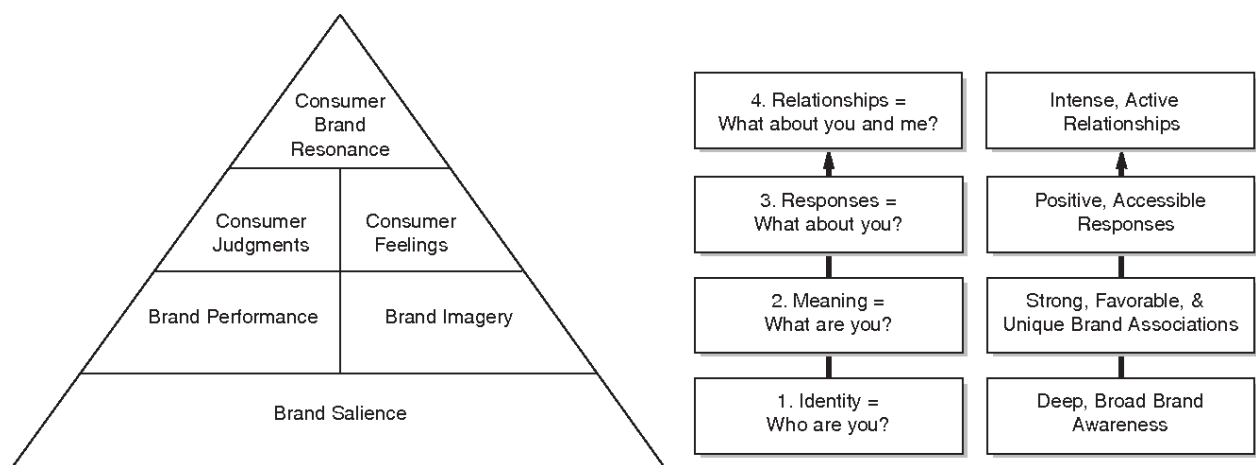 Consumer
Brand
Resonance
Consumer
Judgments
Consumer
Feelings
Brand Performance
Brand Imagery
Brand Salience
4. Relationships =
What about you and me?
3. Responses =
What about you?
2. Meaning =
What are you?
1. Identity =
Who are you?
Intense, Active
Relationships
Positive, Accessible
Responses
Strong, Favorable, &
Unique Brand Associations
Deep, Broad Brand
Awareness